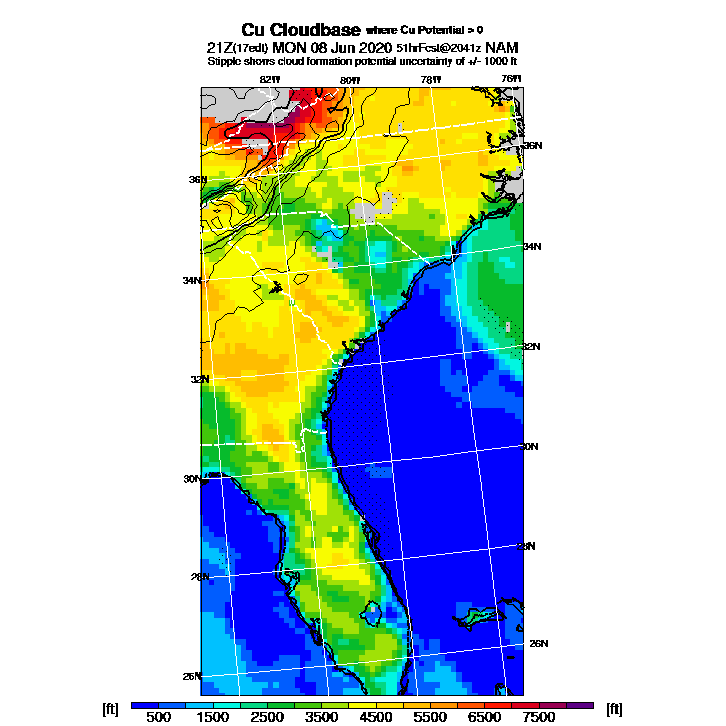 Cu Cloudbase where Cu Potential > 0
21Z(17edt) MON 08 Jun 2020 51hrFcst@2041z NAM
Stipple shows cloud formation potential uncertainty of +/- 1000 ft
82W 80W 78W 76W
36N
36N
34N
34N
32N
32N
30N
30N
28N
28N
26N
26N
[ft] 500 1500 2500 3500 4500 5500 6500 7500 [ft]